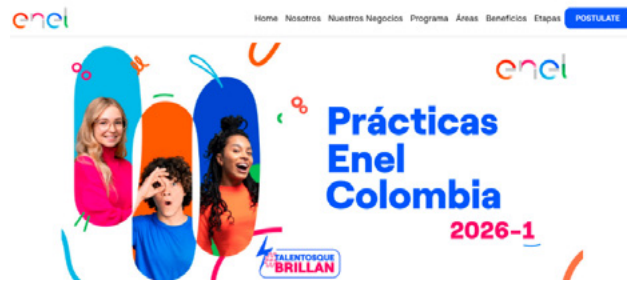 enel
Home Nosotros Nuestros Negocios Programa Áreas Beneficios Etapas POSTULATE
enel
Prácticas
Enel
Colombia
2026-1
TALENTOSQUE
BRILLAN